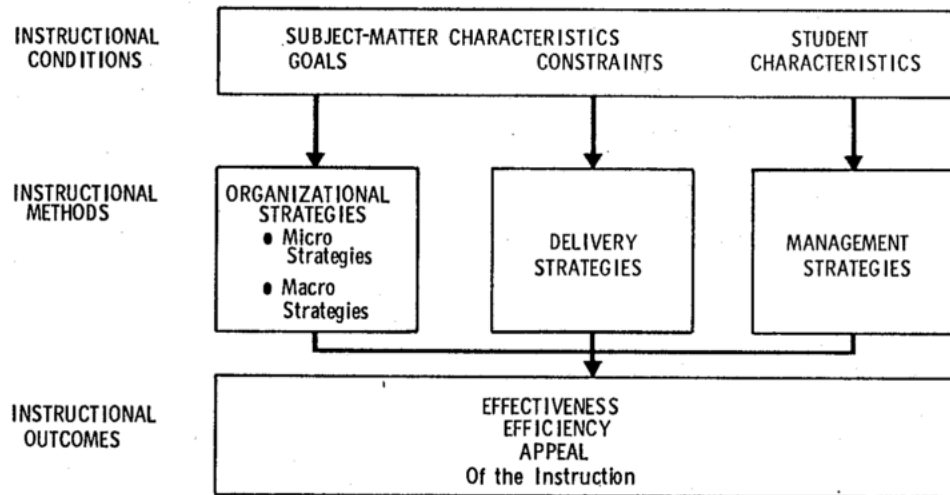 INSTRUCTIONAL
CONDITIONS
SUBJECT-MATTER CHARACTERISTICS
GOALS
CONSTRAINTS
STUDENT
CHARACTERISTICS
INSTRUCTIONAL
METHODS
ORGANIZATIONAL
STRATEGIES
● Micro
Strategies
● Macro
Strategies
DELIVERY
STRATEGIES
MANAGEMENT
STRATEGIES
INSTRUCTIONAL
OUTCOMES
EFFECTIVENESS
EFFICIENCY
APPEAL
Of the Instruction